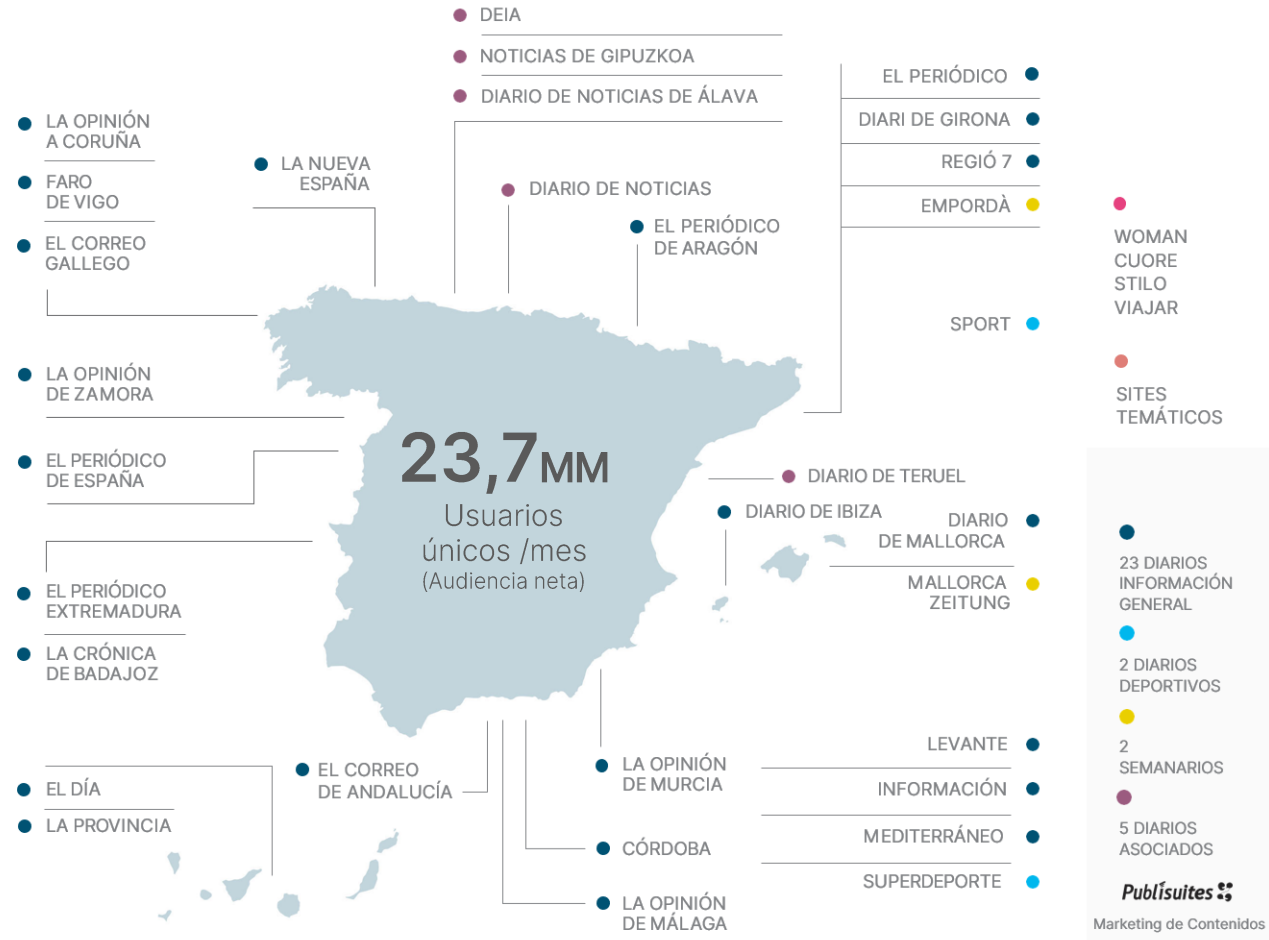 DEIA
NOTICIAS DE GIPUZKOA
DIARIO DE NOTICIAS DE ÁLAVA
LA OPINIÓN
A CORUÑA
FARO
DE VIGO
EL CORREO
GALLEGO
LA NUEVA
ESPAÑA
DIARIO DE NOTICIAS
EL PERIÓDICO
DE ARAGÓN
EL PERIÓDICO
DIARI DE GIRONA
REGIÓ 7
EMPORDÀ
SPORT
WOMAN
CUORE
STILO
VIAJAR
SITES
TEMÁTICOS
LA OPINIÓN
DE ZAMORA
EL PERIÓDICO
DE ESPAÑA
23,7MM
Usuarios
únicos /mes
(Audiencia neta)
DIARIO DE TERUEL
DIARIO DE IBIZA
DIARIO
DE MALLORCA
MALLORCA
ZEITUNG
EL PERIÓDICO
EXTREMADURA
LA CRÓNICA
DE BADAJOZ
EL DÍA
LA PROVINCIA
EL CORREO
DE ANDALUCÍA
LA OPINIÓN
DE MURCIA
CÓRDOBA
LA OPINIÓN
DE MÁLAGA
LEVANTE
INFORMACIÓN
MEDITERRÁNEO
SUPERDEPORTE
23 DIARIOS
INFORMACIÓN
GENERAL
2 DIARIOS
DEPORTIVOS
2
SEMANARIOS
5 DIARIOS
ASOCIADOS
Publisuites
Marketing de Contenidos